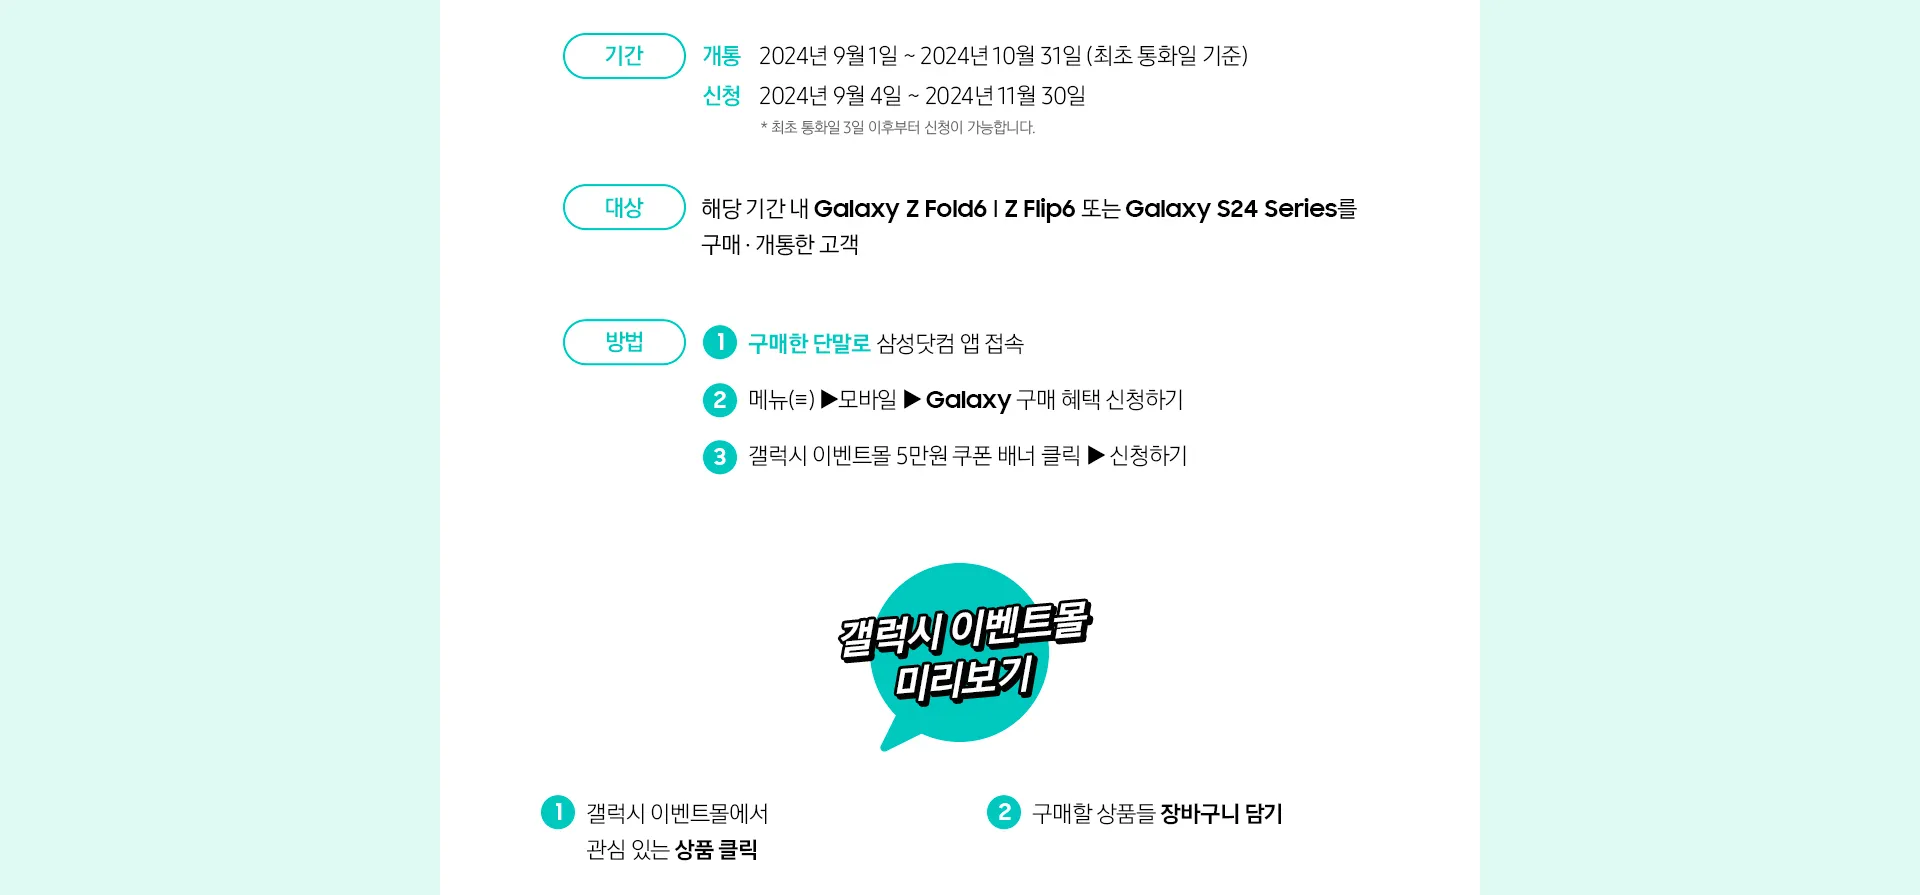 기간
개통 2024년 9월 1일 ~ 2024년 10월 31일 (최초 통화일 기준)
신청 2024년 9월 4일 ~ 2024년 11월 30일
* 최초 통화일 3일 이후부터 신청이 가능합니다.
대상
해당 기간 내 Galaxy Z Fold6 | Z Flip6 또는 Galaxy S24 Series를
구매 · 개통한 고객
방법
1 구매한 단말로 삼성닷컴 앱 접속
2 메뉴(≡) ▶모바일 ▶ Galaxy 구매 혜택 신청하기
3 갤럭시 이벤트몰 5만원 쿠폰 배너 클릭 ▶ 신청하기
갤럭시 이벤트몰
미리보기
1 갤럭시 이벤트몰에서
관심 있는 상품 클릭
2 구매할 상품들 장바구니 담기